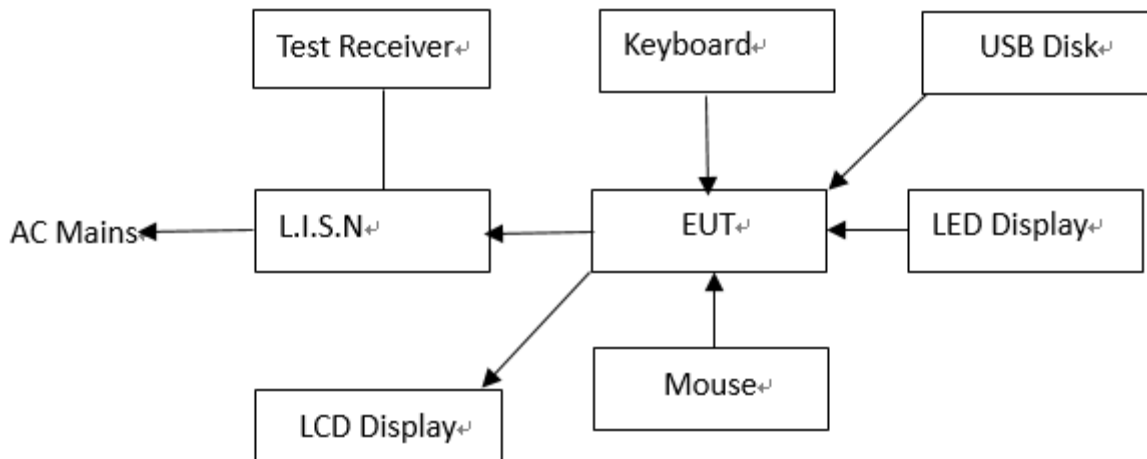 Test Receiver
Keyboard
USB Disk
AC Mains
L.I.S.N
EUT
LED Display
Mouse
LCD Display